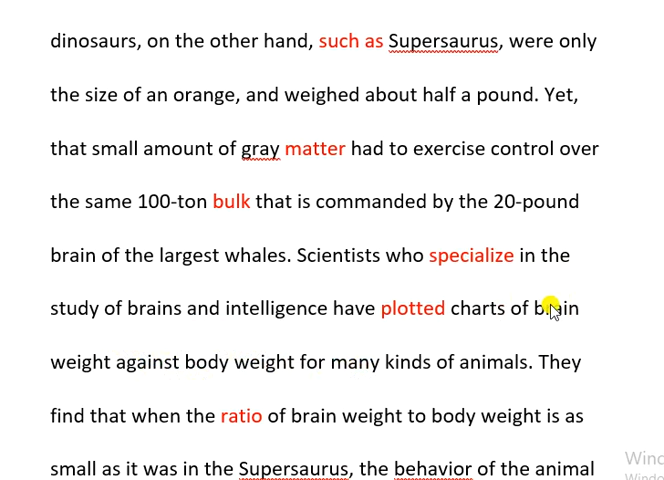 dinosaurs, on the other hand, such as Supersaurus, were only
the size of an orange, and weighed about half a pound. Yet,
that small amount of gray matter had to exercise control over
the same 100-ton bulk that is commanded by the 20-pound
brain of the largest whales. Scientists who specialize in the
study of brains and intelligence have plotted charts of brain
weight against body weight for many kinds of animals. They
find that when the ratio of brain weight to body weight is as
small as it was in the Supersaurus, the behavior of the animal